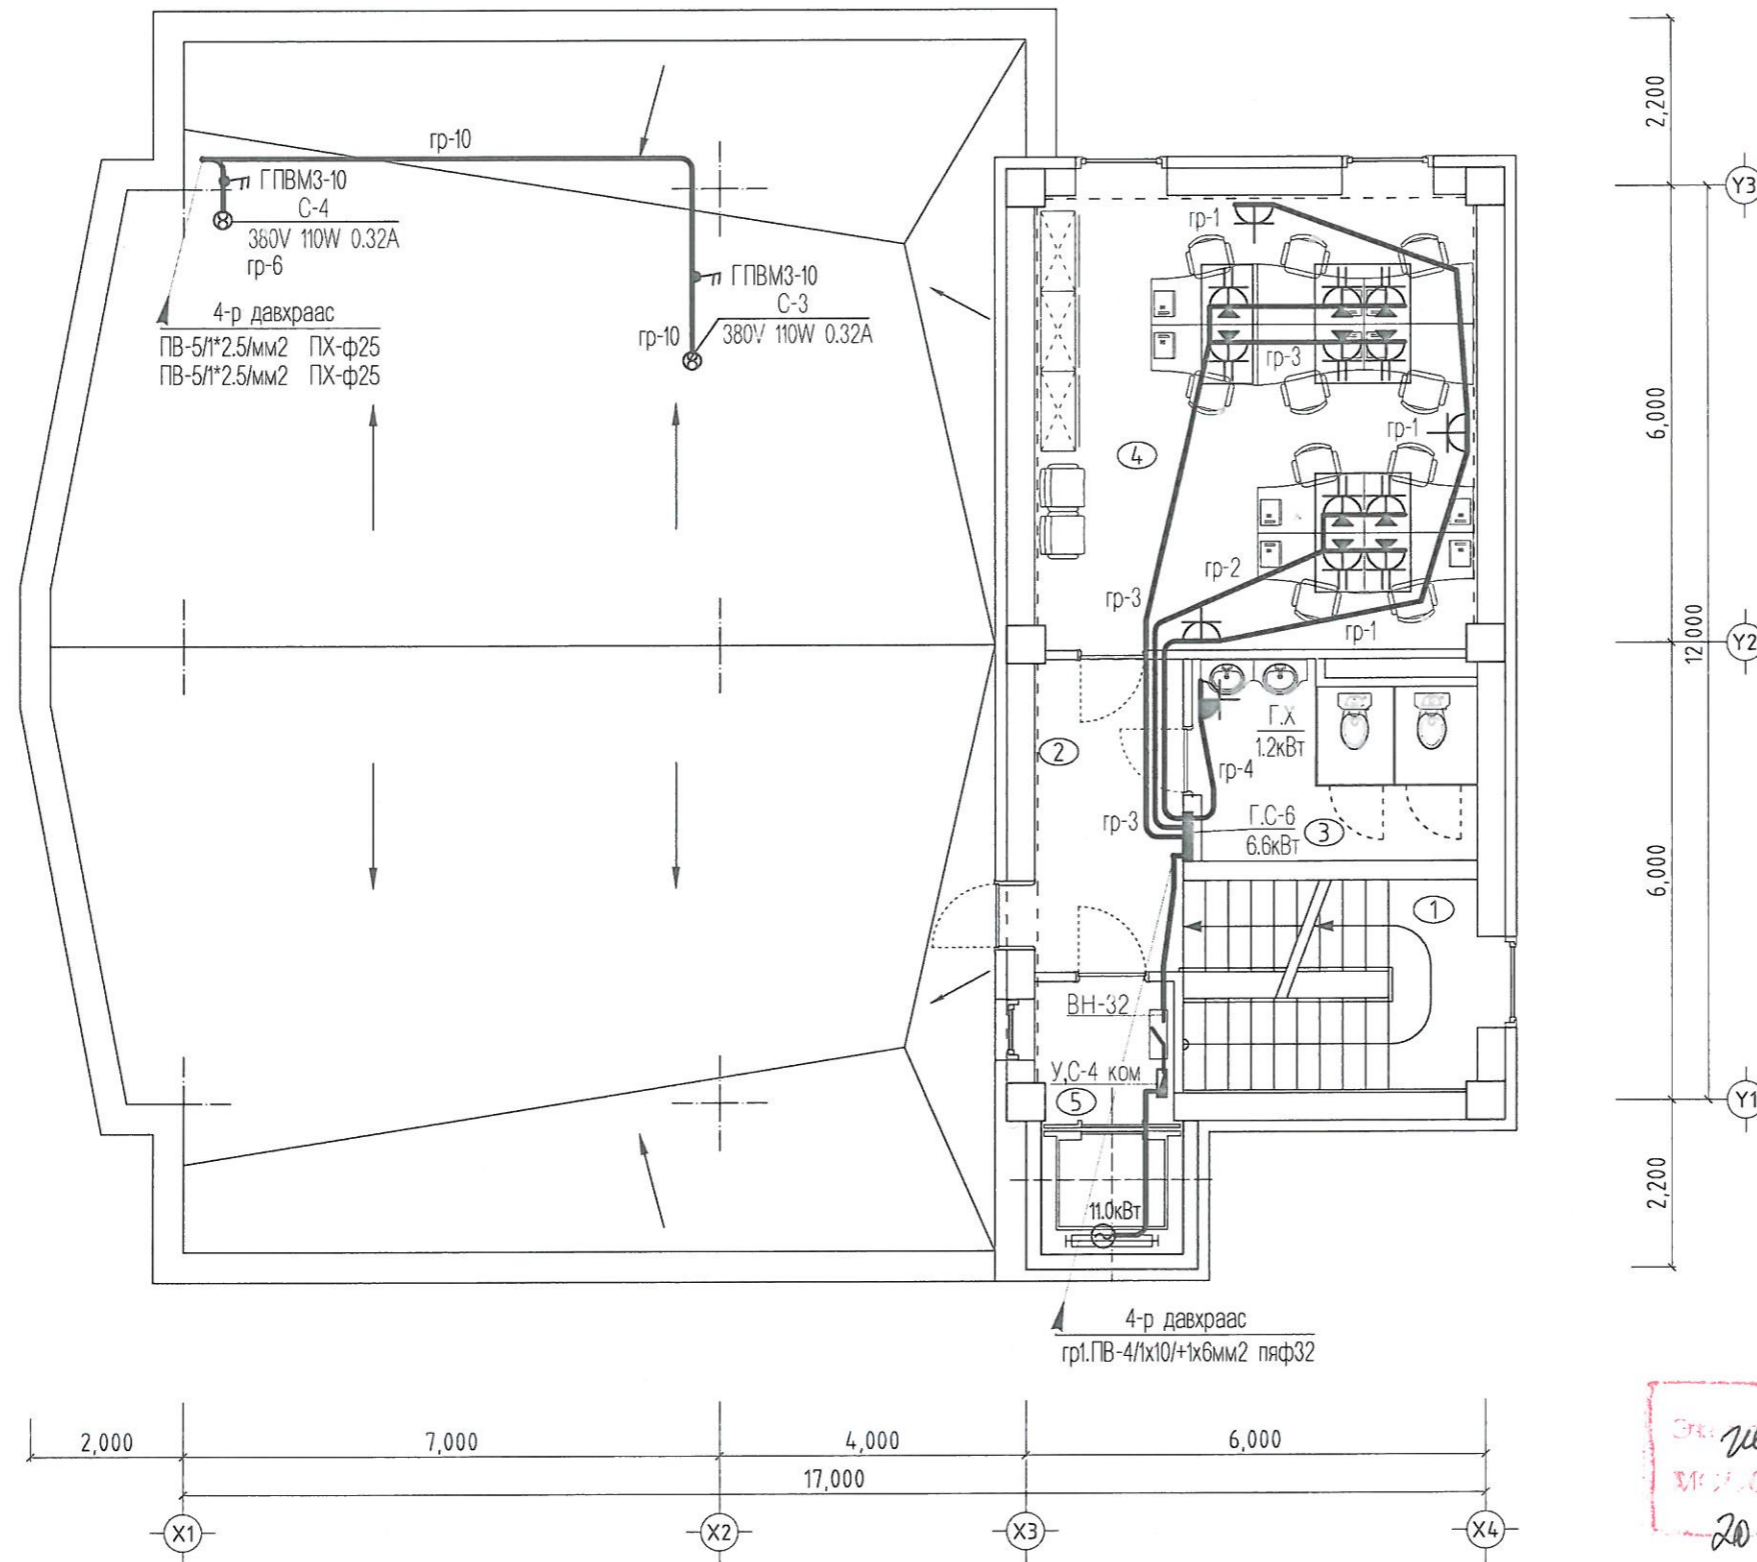 2,200
гр-10
ГПВМ3-10
С-4
380V 110W 0.32A
гр-6
4-р давхраас
ПВ-5/1*2.5/мм2 ПХ-ф25
ПВ-5/1*2.5/мм2 ПХ-ф25
ГПВМ3-10
С-3
гр-10
380V 110W 0.32A
гр-1
Y3
гр-3
6,000
гр-1
4
гр-2
гр-3
гр-1
12,000
Y2
2
Г.Х
1.2кВт
гр-4
гр-3
Г.С-6
6.6кВт
3
6,000
1
ВН-32
У,С-4 ком
5
Y1
2,200
11.0кВт
4-р давхраас
гр1.ПВ-4/1х10/+1х6мм2 пяф32
2,000
7,000
4,000
6,000
17,000
X1
X2
X3
X4
20